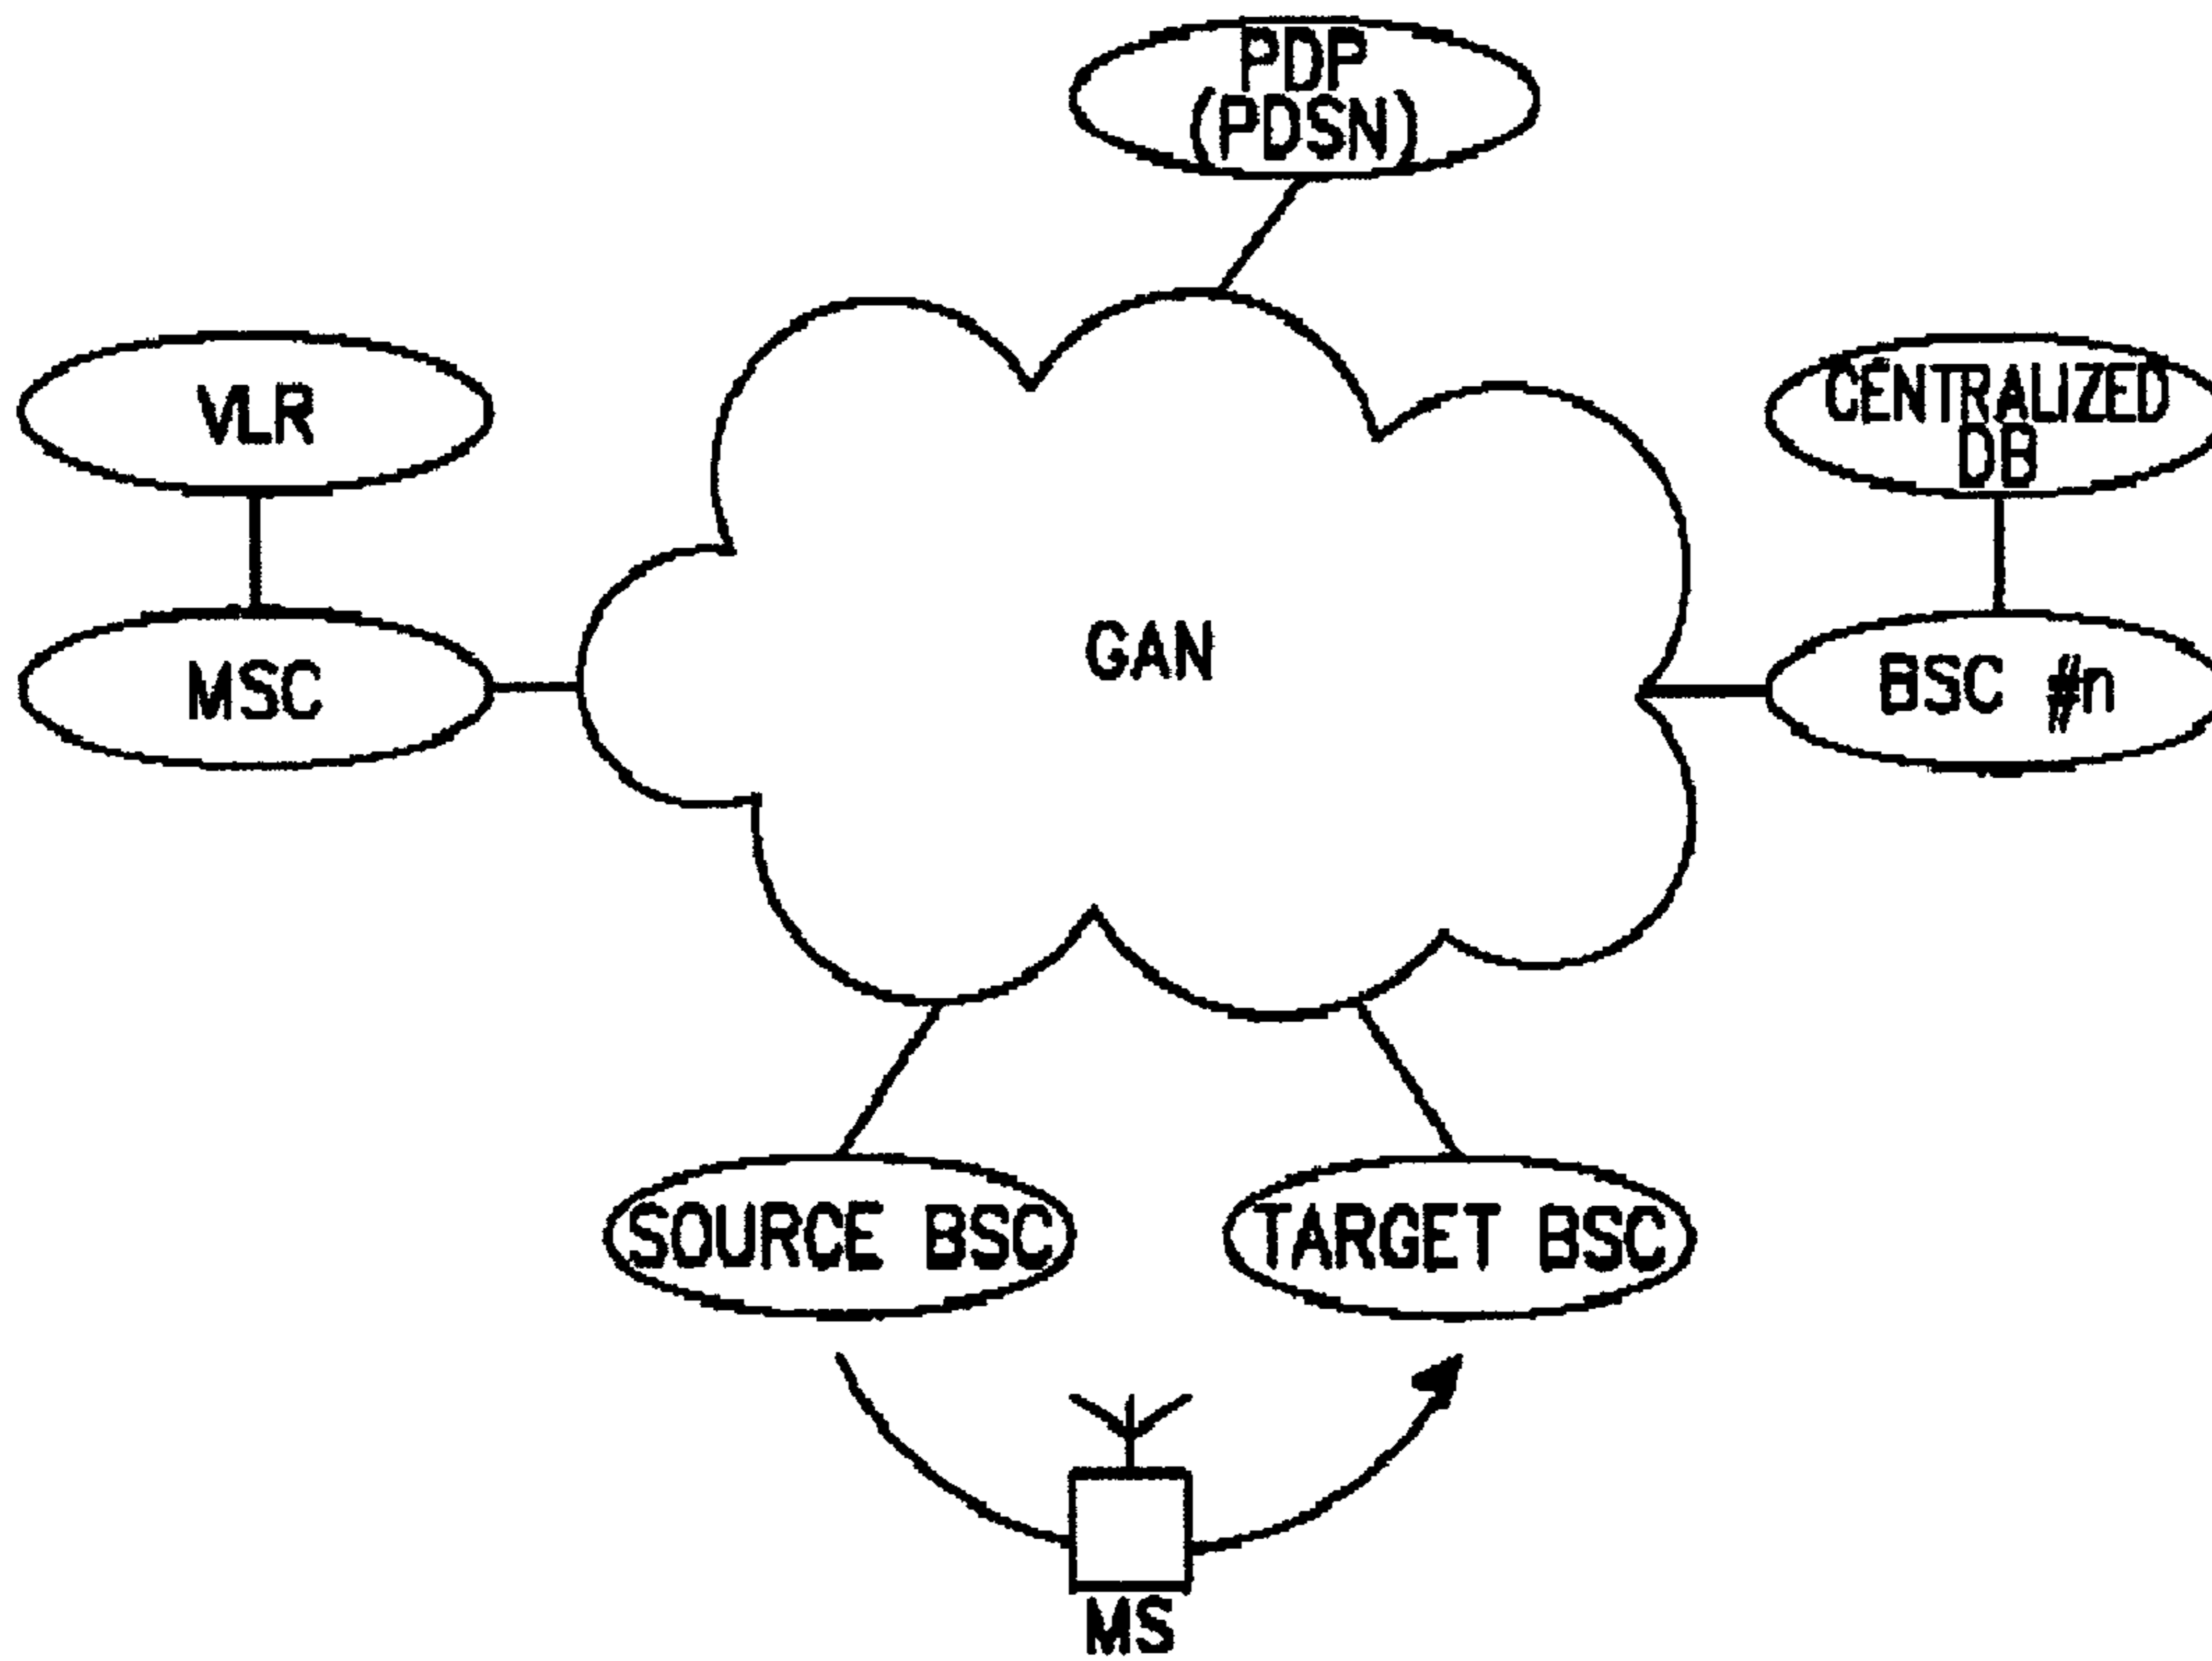 PDP
(PDSN)
VLR
CENTRALIZED
DB
GAN
MSC
BSC #n
SOURCE BSC
TARGET BSC
MS